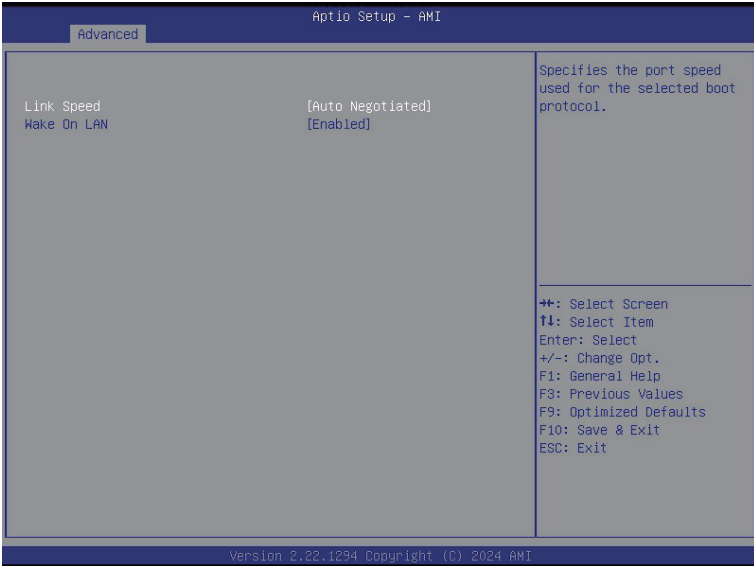 Aptio Setup – AMI
Advanced
Link Speed [Auto Negotiated]
Wake On LAN [Enabled]
Specifies the port speed
used for the selected boot
protocol.
→←: Select Screen
↑↓: Select Item
Enter: Select
+/-: Change Opt.
F1: General Help
F3: Previous Values
F9: Optimized Defaults
F10: Save & Exit
ESC: Exit
Version 2.22.1294 Copyright (C) 2024 AMI